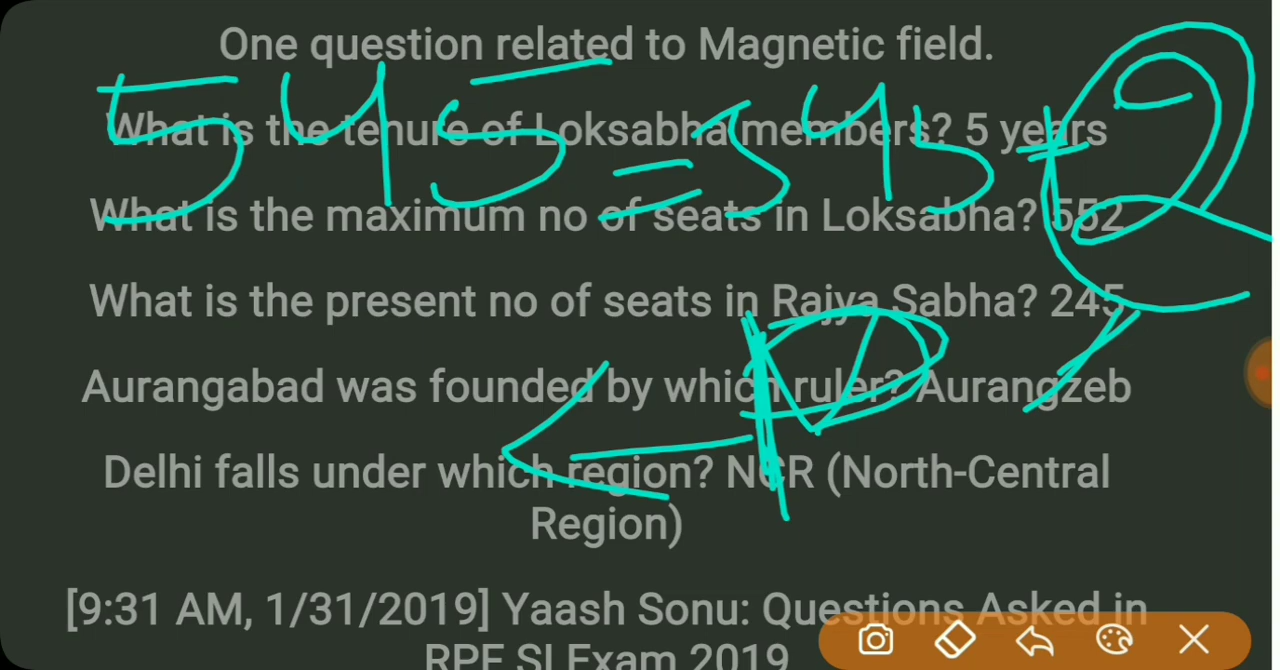 One question related to Magnetic field.
545 = 545 + 2
What is the tenure of Loksabha members? 5 years
What is the maximum no of seats in Loksabha? 552
What is the present no of seats in Rajya Sabha? 245
Aurangabad was founded by which ruler? Aurangzeb
Delhi falls under which region? NCR (North-Central
Region)
[9:31 AM, 1/31/2019] Yaash Sonu: Questions Asked in
RPF SI Exam 2019